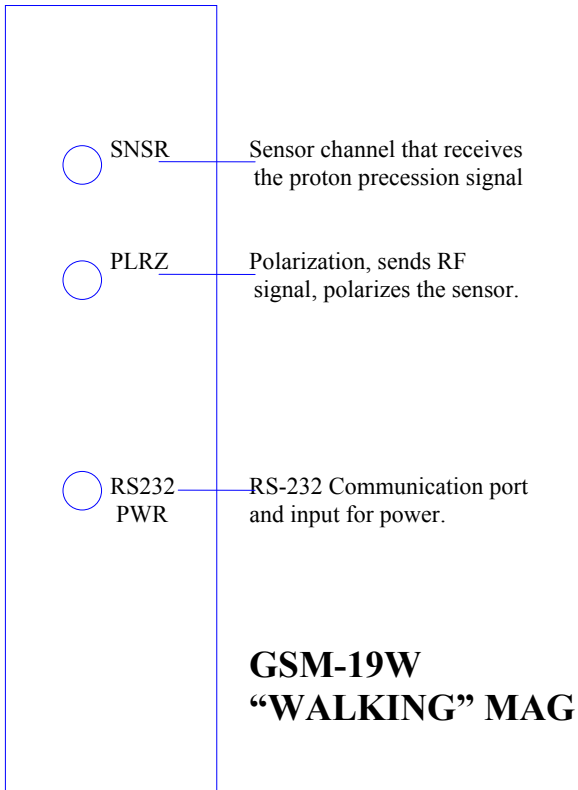 SNSR
Sensor channel that receives
the proton precession signal
PLRZ
Polarization, sends RF
signal, polarizes the sensor.
RS232
PWR
RS-232 Communication port
and input for power.
GSM-19W
“WALKING” MAG